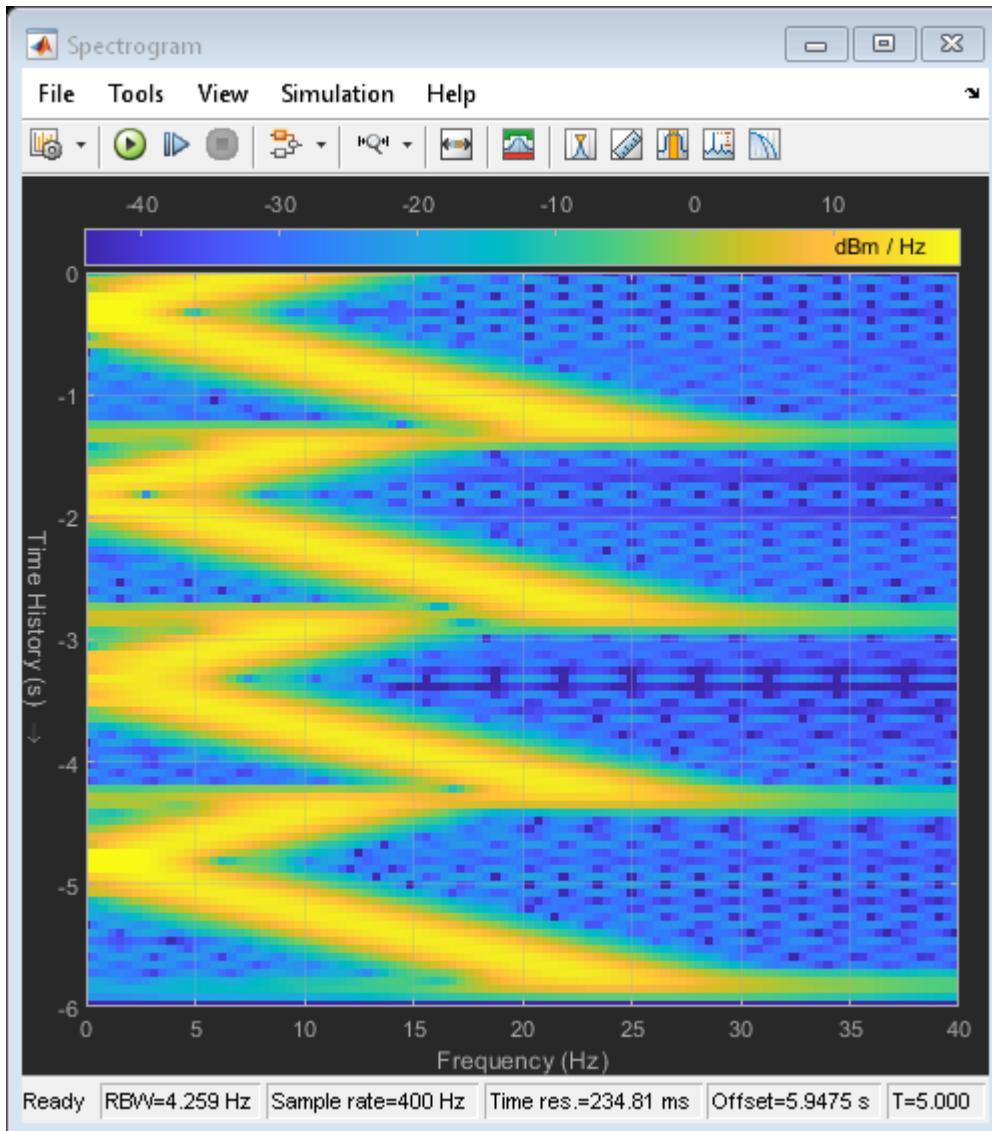 Spectrogram
File Tools View Simulation Help
-40 -30 -20 -10 0 10
dBm / Hz
0
-1
-2
-3
-4
-5
-6
Time History (s) →
0 5 10 15 20 25 30 35 40
Frequency (Hz)
Ready RBW=4.259 Hz Sample rate=400 Hz Time res.=234.81 ms Offset=5.9475 s T=5.000